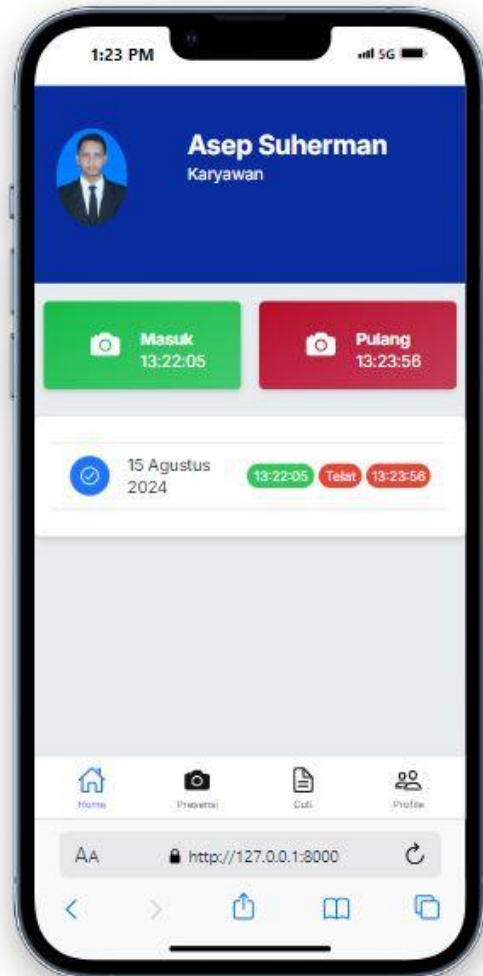 1:23 PM
5G
Asep Suherman
Karyawan
Masuk
13:22:05
Pulang
13:23:56
15 Agustus
2024
13:22:05 Telat 13:23:56
Home Presensi Cuti Profile
AA http://127.0.0.1:8000